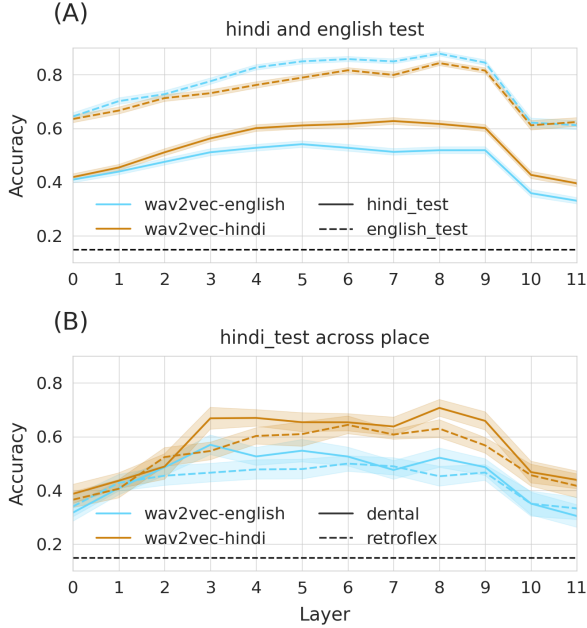 (A)
hindi and english test
Accuracy
0.8
0.6
0.4
0.2
wav2vec-english
wav2vec-hindi
hindi_test
english_test
0 1 2 3 4 5 6 7 8 9 10 11
(B)
hindi_test across place
Accuracy
0.8
0.6
0.4
0.2
wav2vec-english
wav2vec-hindi
dental
retroflex
0 1 2 3 4 5 6 7 8 9 10 11
Layer